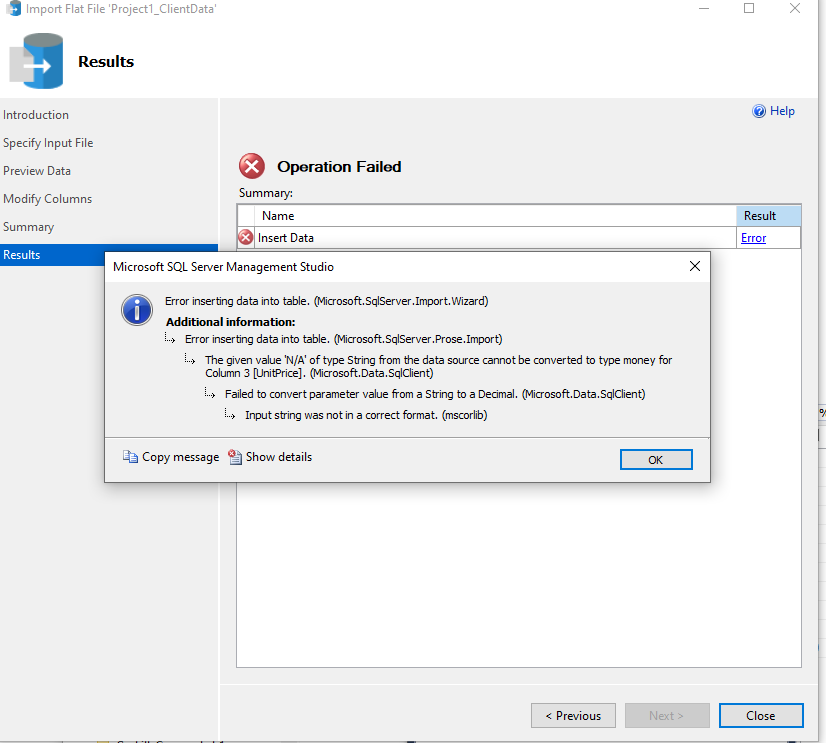 Import Flat File 'Project1_ClientData'
Results
Introduction
Help
Specify Input File
Preview Data
Operation Failed
Modify Columns
Summary:
Name Result
Summary
Insert Data Error
Results
Microsoft SQL Server Management Studio
Error inserting data into table. (Microsoft.SqlServer.Import.Wizard)
Additional information:
Error inserting data into table. (Microsoft.SqlServer.Prose.Import)
The given value 'N/A' of type String from the data source cannot be converted to type money for
Column 3 [UnitPrice]. (Microsoft.Data.SqlClient)
Failed to convert parameter value from a String to a Decimal. (Microsoft.Data.SqlClient)
Input string was not in a correct format. (mscorlib)
Copy message Show details OK
%
< Previous Next > Close